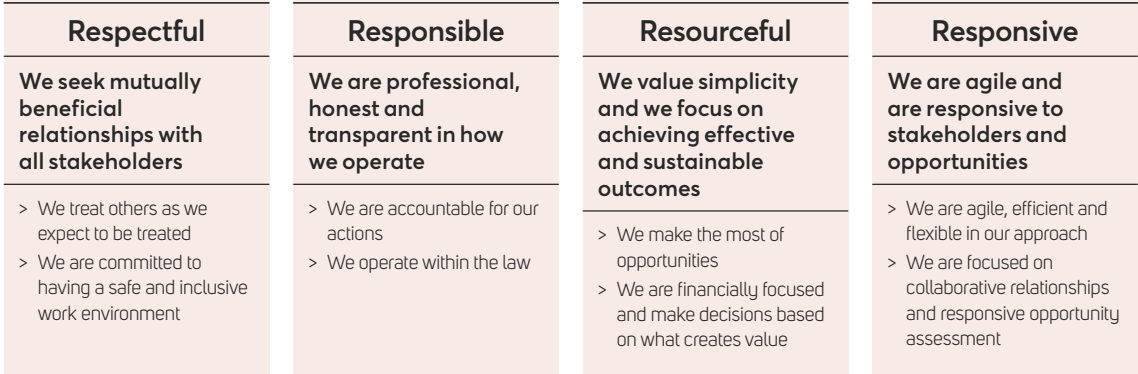 Respectful
We seek mutually
beneficial
relationships with
all stakeholders
> We treat others as we
expect to be treated
> We are committed to
having a safe and inclusive
work environment
Responsible
We are professional,
honest and
transparent in how
we operate
> We are accountable for our
actions
> We operate within the law
Resourceful
We value simplicity
and we focus on
achieving effective
and sustainable
outcomes
> We make the most of
opportunities
> We are financially focused
and make decisions based
on what creates value
Responsive
We are agile and
are responsive to
stakeholders and
opportunities
> We are agile, efficient and
flexible in our approach
> We are focused on
collaborative relationships
and responsive opportunity
assessment